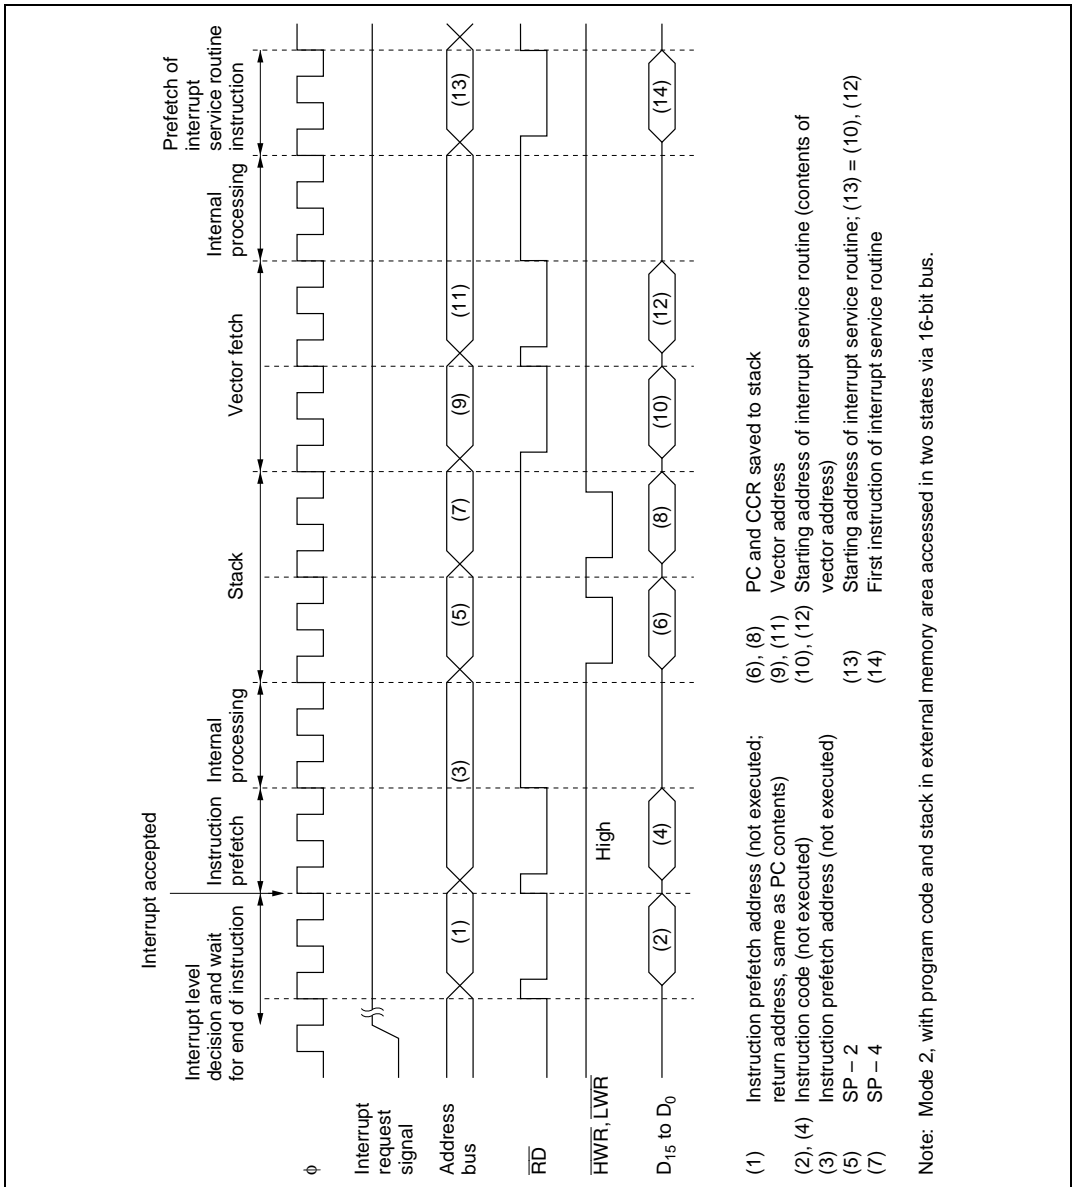 Interrupt accepted
Interrupt level
decision and wait
for end of instruction
Instruction
prefetch
Internal
processing
Stack
Vector fetch
Internal
processing
Prefetch of
interrupt
service routine
instruction
φ
Interrupt
request
signal
Address
bus
(1)
(3)
(5)
(7)
(9)
(11)
(13)
RD
HWR, LWR
High
D15 to D0
(2)
(4)
(6)
(8)
(10)
(12)
(14)
(1) Instruction prefetch address (not executed;
return address, same as PC contents)
(2), (4) Instruction code (not executed)
(3) Instruction prefetch address (not executed)
(5) SP – 2
(7) SP – 4
(6), (8) PC and CCR saved to stack
(9), (11) Vector address
(10), (12) Starting address of interrupt service routine (contents of
vector address)
(13) Starting address of interrupt service routine; (13) = (10), (12)
(14) First instruction of interrupt service routine
Note: Mode 2, with program code and stack in external memory area accessed in two states via 16-bit bus.